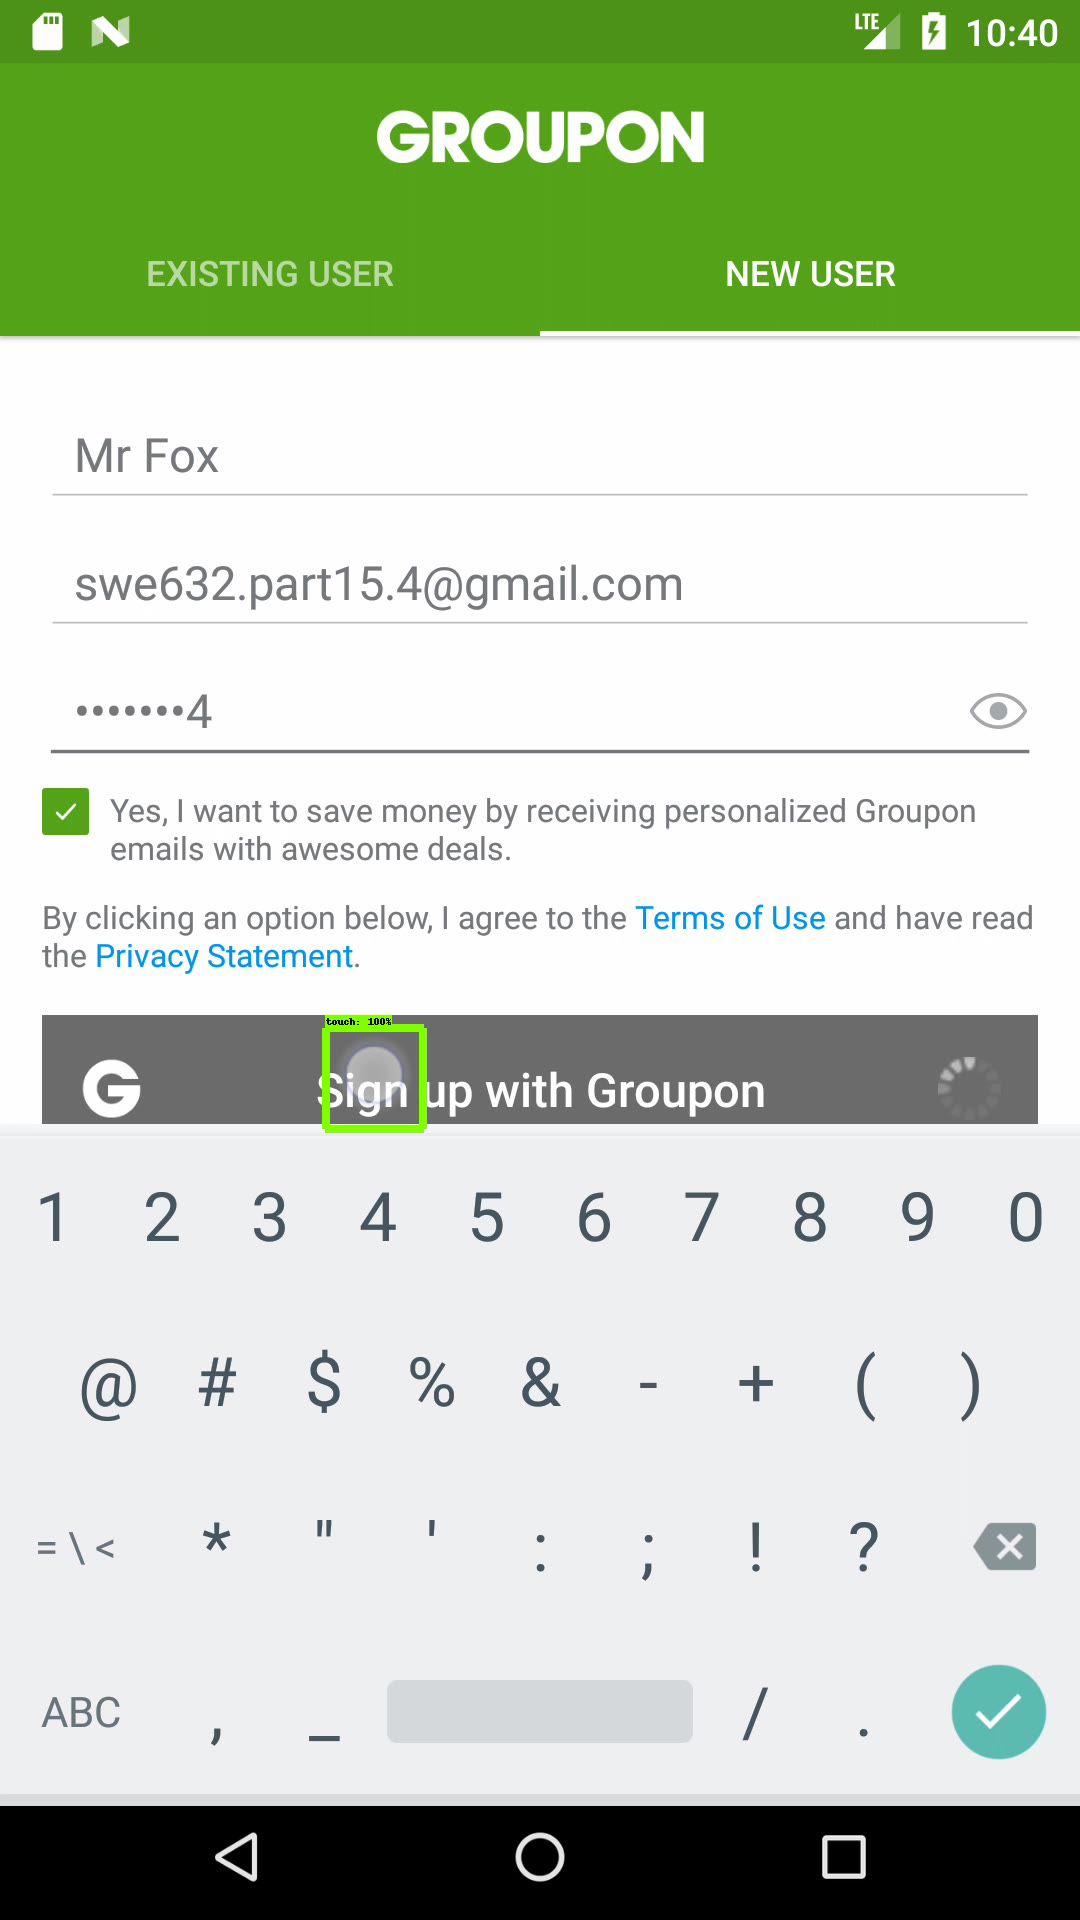 LTE 10:40
GROUPON
EXISTING USER NEW USER
Mr Fox
swe632.part15.4@gmail.com
•••••••4
Yes, I want to save money by receiving personalized Groupon
emails with awesome deals.
By clicking an option below, I agree to the Terms of Use and have read
the Privacy Statement.
touch: 100%
G Sign up with Groupon
1 2 3 4 5 6 7 8 9 0
@ # $ % & - + ( )
= \ < * " ' : ; ! ?
ABC , _ / .